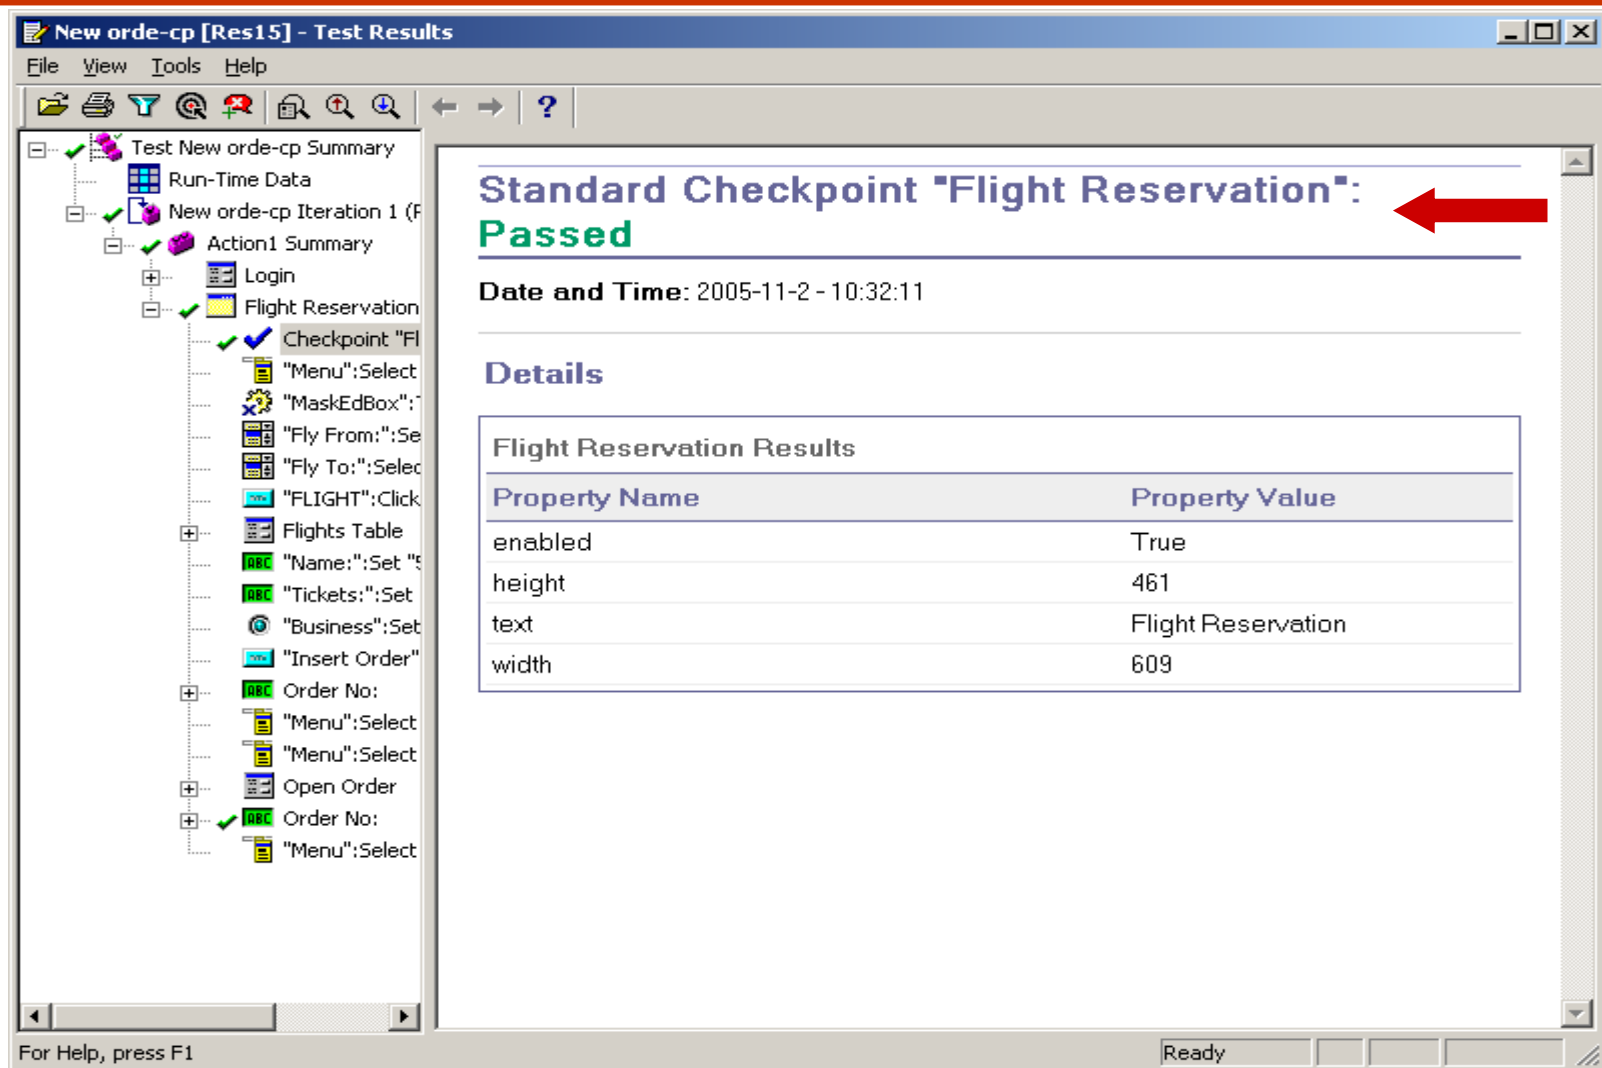 New orde-cp [Res15] - Test Results
File View Tools Help
?
Test New orde-cp Summary
Run-Time Data
New orde-cp Iteration 1 (
Action1 Summary
Login
Flight Reservation
Checkpoint "Fl
"Menu":Select
"MaskEdBox":
"Fly From:":Se
"Fly To:":Selec
"FLIGHT":Click
Flights Table
ABC "Name:":Set "
ABC "Tickets:":Set
"Business":Set
"Insert Order"
ABC Order No:
"Menu":Select
"Menu":Select
Open Order
ABC Order No:
"Menu":Select
Standard Checkpoint "Flight Reservation":
Passed
Date and Time: 2005-11-2 - 10:32:11
Details
Flight Reservation Results
Property Name Property Value
enabled True
height 461
text Flight Reservation
width 609
For Help, press F1 Ready